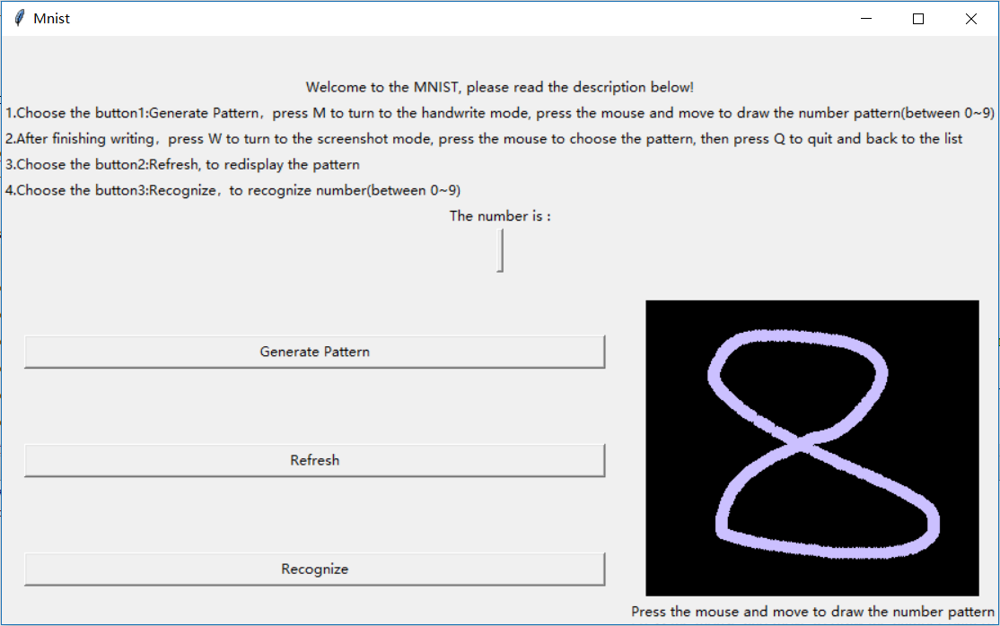 Mnist
Welcome to the MNIST, please read the description below!
1.Choose the button1:Generate Pattern，press M to turn to the handwrite mode, press the mouse and move to draw the number pattern(between 0~9)
2.After finishing writing，press W to turn to the screenshot mode, press the mouse to choose the pattern, then press Q to quit and back to the list
3.Choose the button2:Refresh, to redisplay the pattern
4.Choose the button3:Recognize，to recognize number(between 0~9)
The number is :
Generate Pattern
Refresh
Recognize
8
Press the mouse and move to draw the number pattern